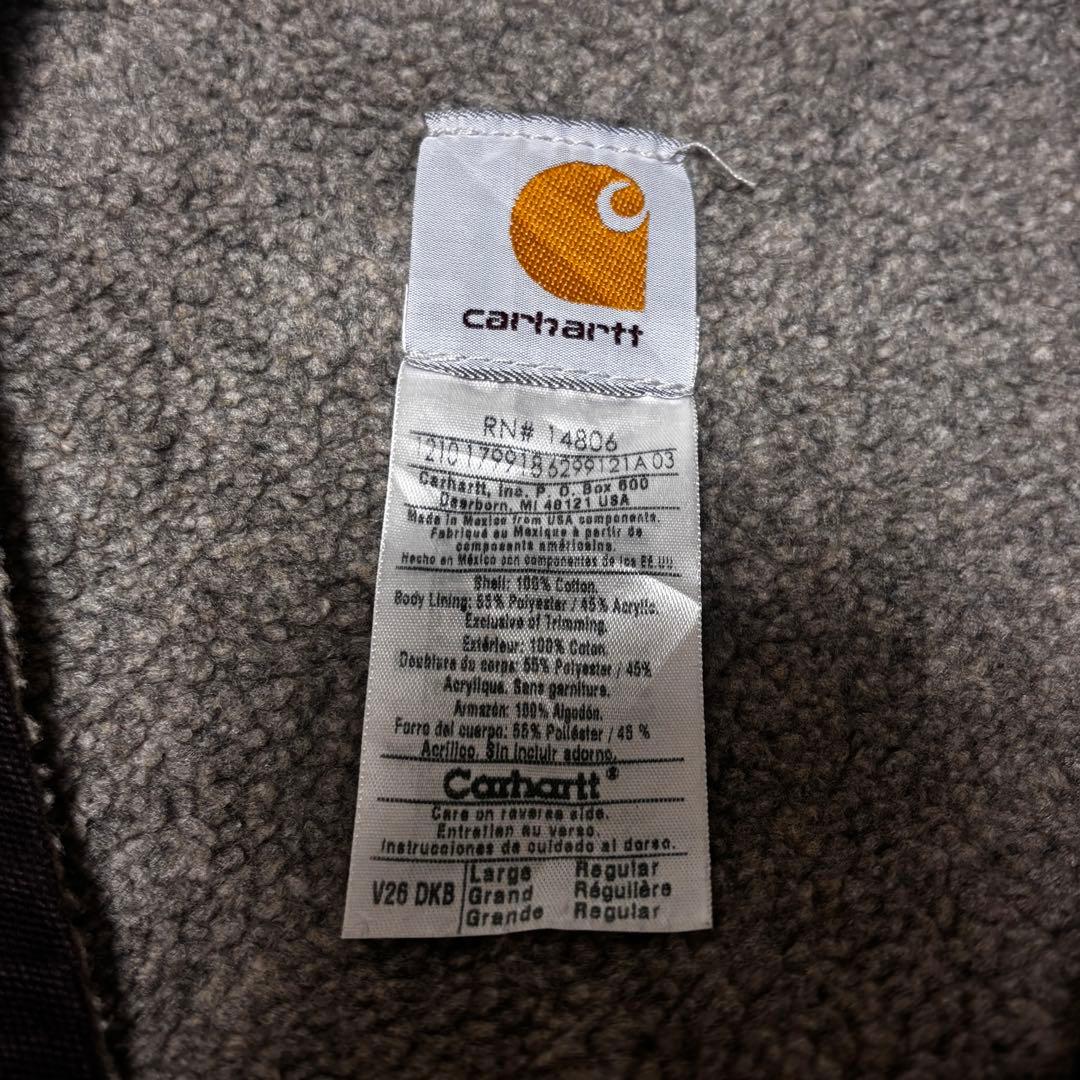 carhartt
RN# 14806
12101799186299121A03
Carhartt, Inc. P. O. Box 600
Dearborn, MI 48121 USA
Made in Mexico from USA components.
Fabriqué au Mexique à partir de
composants américains.
Hecho en México con componentes de los EE.UU
Shell: 100% Cotton.
Body Lining: 55% Polyester / 45% Acrylic.
Exclusive of Trimming.
Extérieur: 100% Coton.
Doublure du corps: 55% Polyester / 45%
Acrylique. Sans garniture.
Armazón: 100% Algodón.
Forro del cuerpo: 55% Poliéster / 45 %
Acrílico. Sin incluir adorno.
Carhartt®
Care on reverse side.
Entretien au verso.
Instrucciones de cuidado al dorso.
V26 DKB
Large Regular
Grand Régulière
Grande Regular